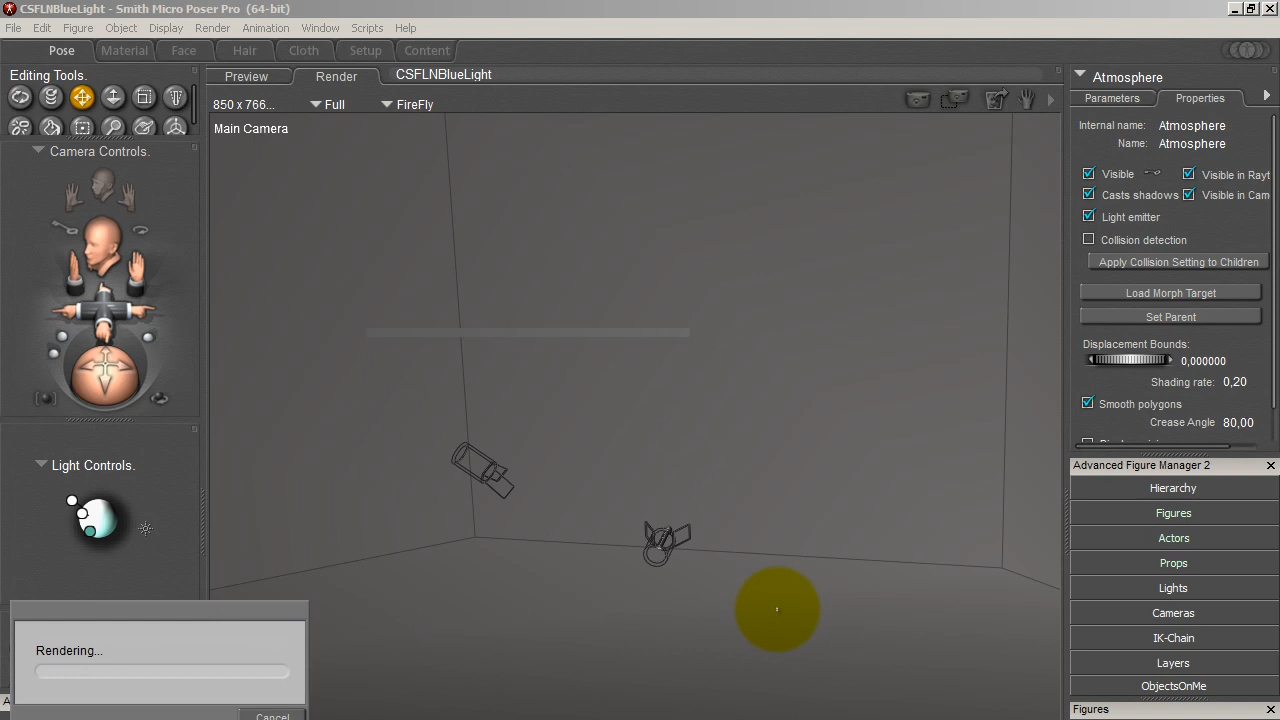 CSFLNBlueLight - Smith Micro Poser Pro (64-bit)
File Edit Figure Object Display Render Animation Window Scripts Help
Pose Material Face Hair Cloth Setup Content
Editing Tools.
Preview Render CSFLNBlueLight
850 x 766... Full FireFly
Main Camera
Camera Controls.
Light Controls.
Rendering...
Cancel
Atmosphere
Parameters Properties
Internal name: Atmosphere
Name: Atmosphere
Visible Visible in Rayt
Casts shadows Visible in Cam
Light emitter
Collision detection
Apply Collision Setting to Children
Load Morph Target
Set Parent
Displacement Bounds:
0,000000
Shading rate: 0,20
Smooth polygons
Crease Angle 80,00
Advanced Figure Manager 2
Hierarchy
Figures
Actors
Props
Lights
Cameras
IK-Chain
Layers
ObjectsOnMe
Figures